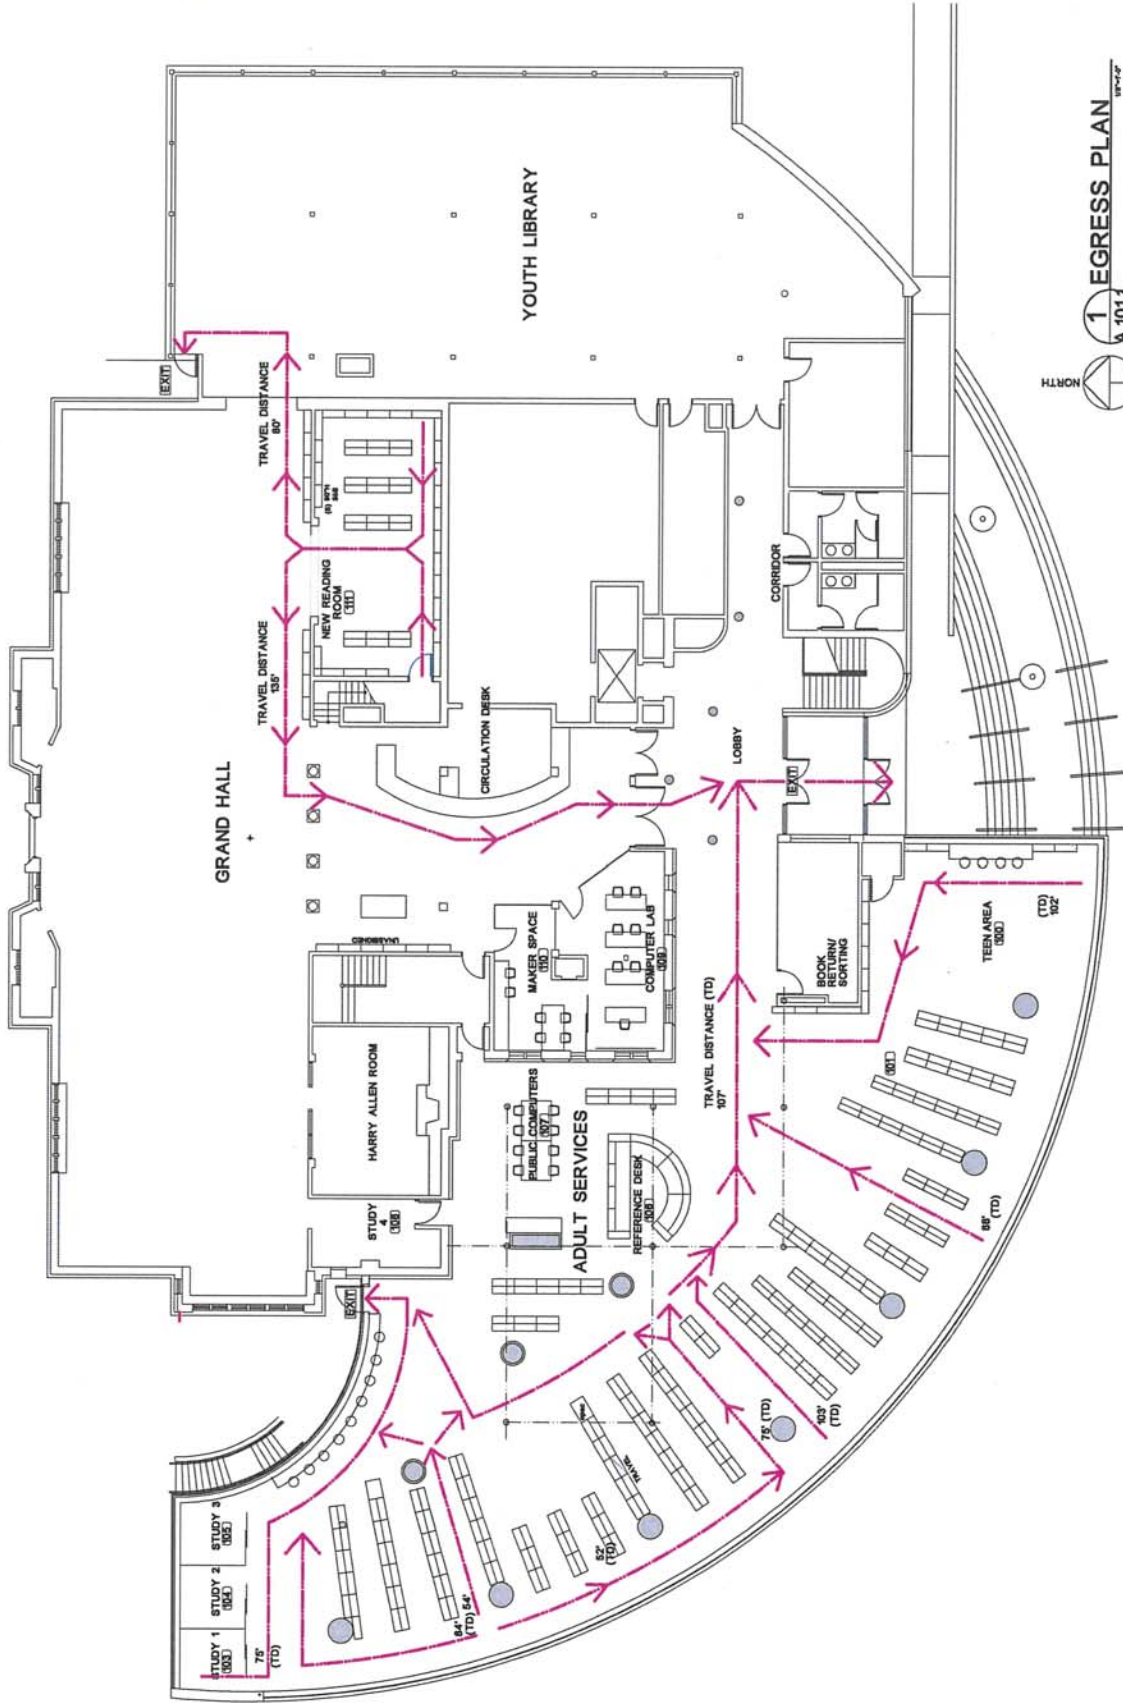 EXIT
TRAVEL DISTANCE
80'
YOUTH LIBRARY
NEW READING
ROOM
111
TRAVEL DISTANCE
135'
GRAND HALL
CIRCULATION DESK
CORRIDOR
LOBBY
EXIT
UNASSIGNED
MAKER SPACE
110
COMPUTER LAB
109
BOOK
RETURN/
SORTING
HARRY ALLEN ROOM
PUBLIC COMPUTERS
107
ADULT SERVICES
REFERENCE DESK
106
TRAVEL DISTANCE (TD)
107'
TEEN AREA
100
(TD)
102'
101
88'
(TD)
STUDY
4
EXIT
103'
(TD)
75' (TD)
TRAVEL
52'
(TD)
84'
(TD) 54'
STUDY 3
105
STUDY 2
104
STUDY 1
103
75'
(TD)
NORTH
1
EGRESS PLAN